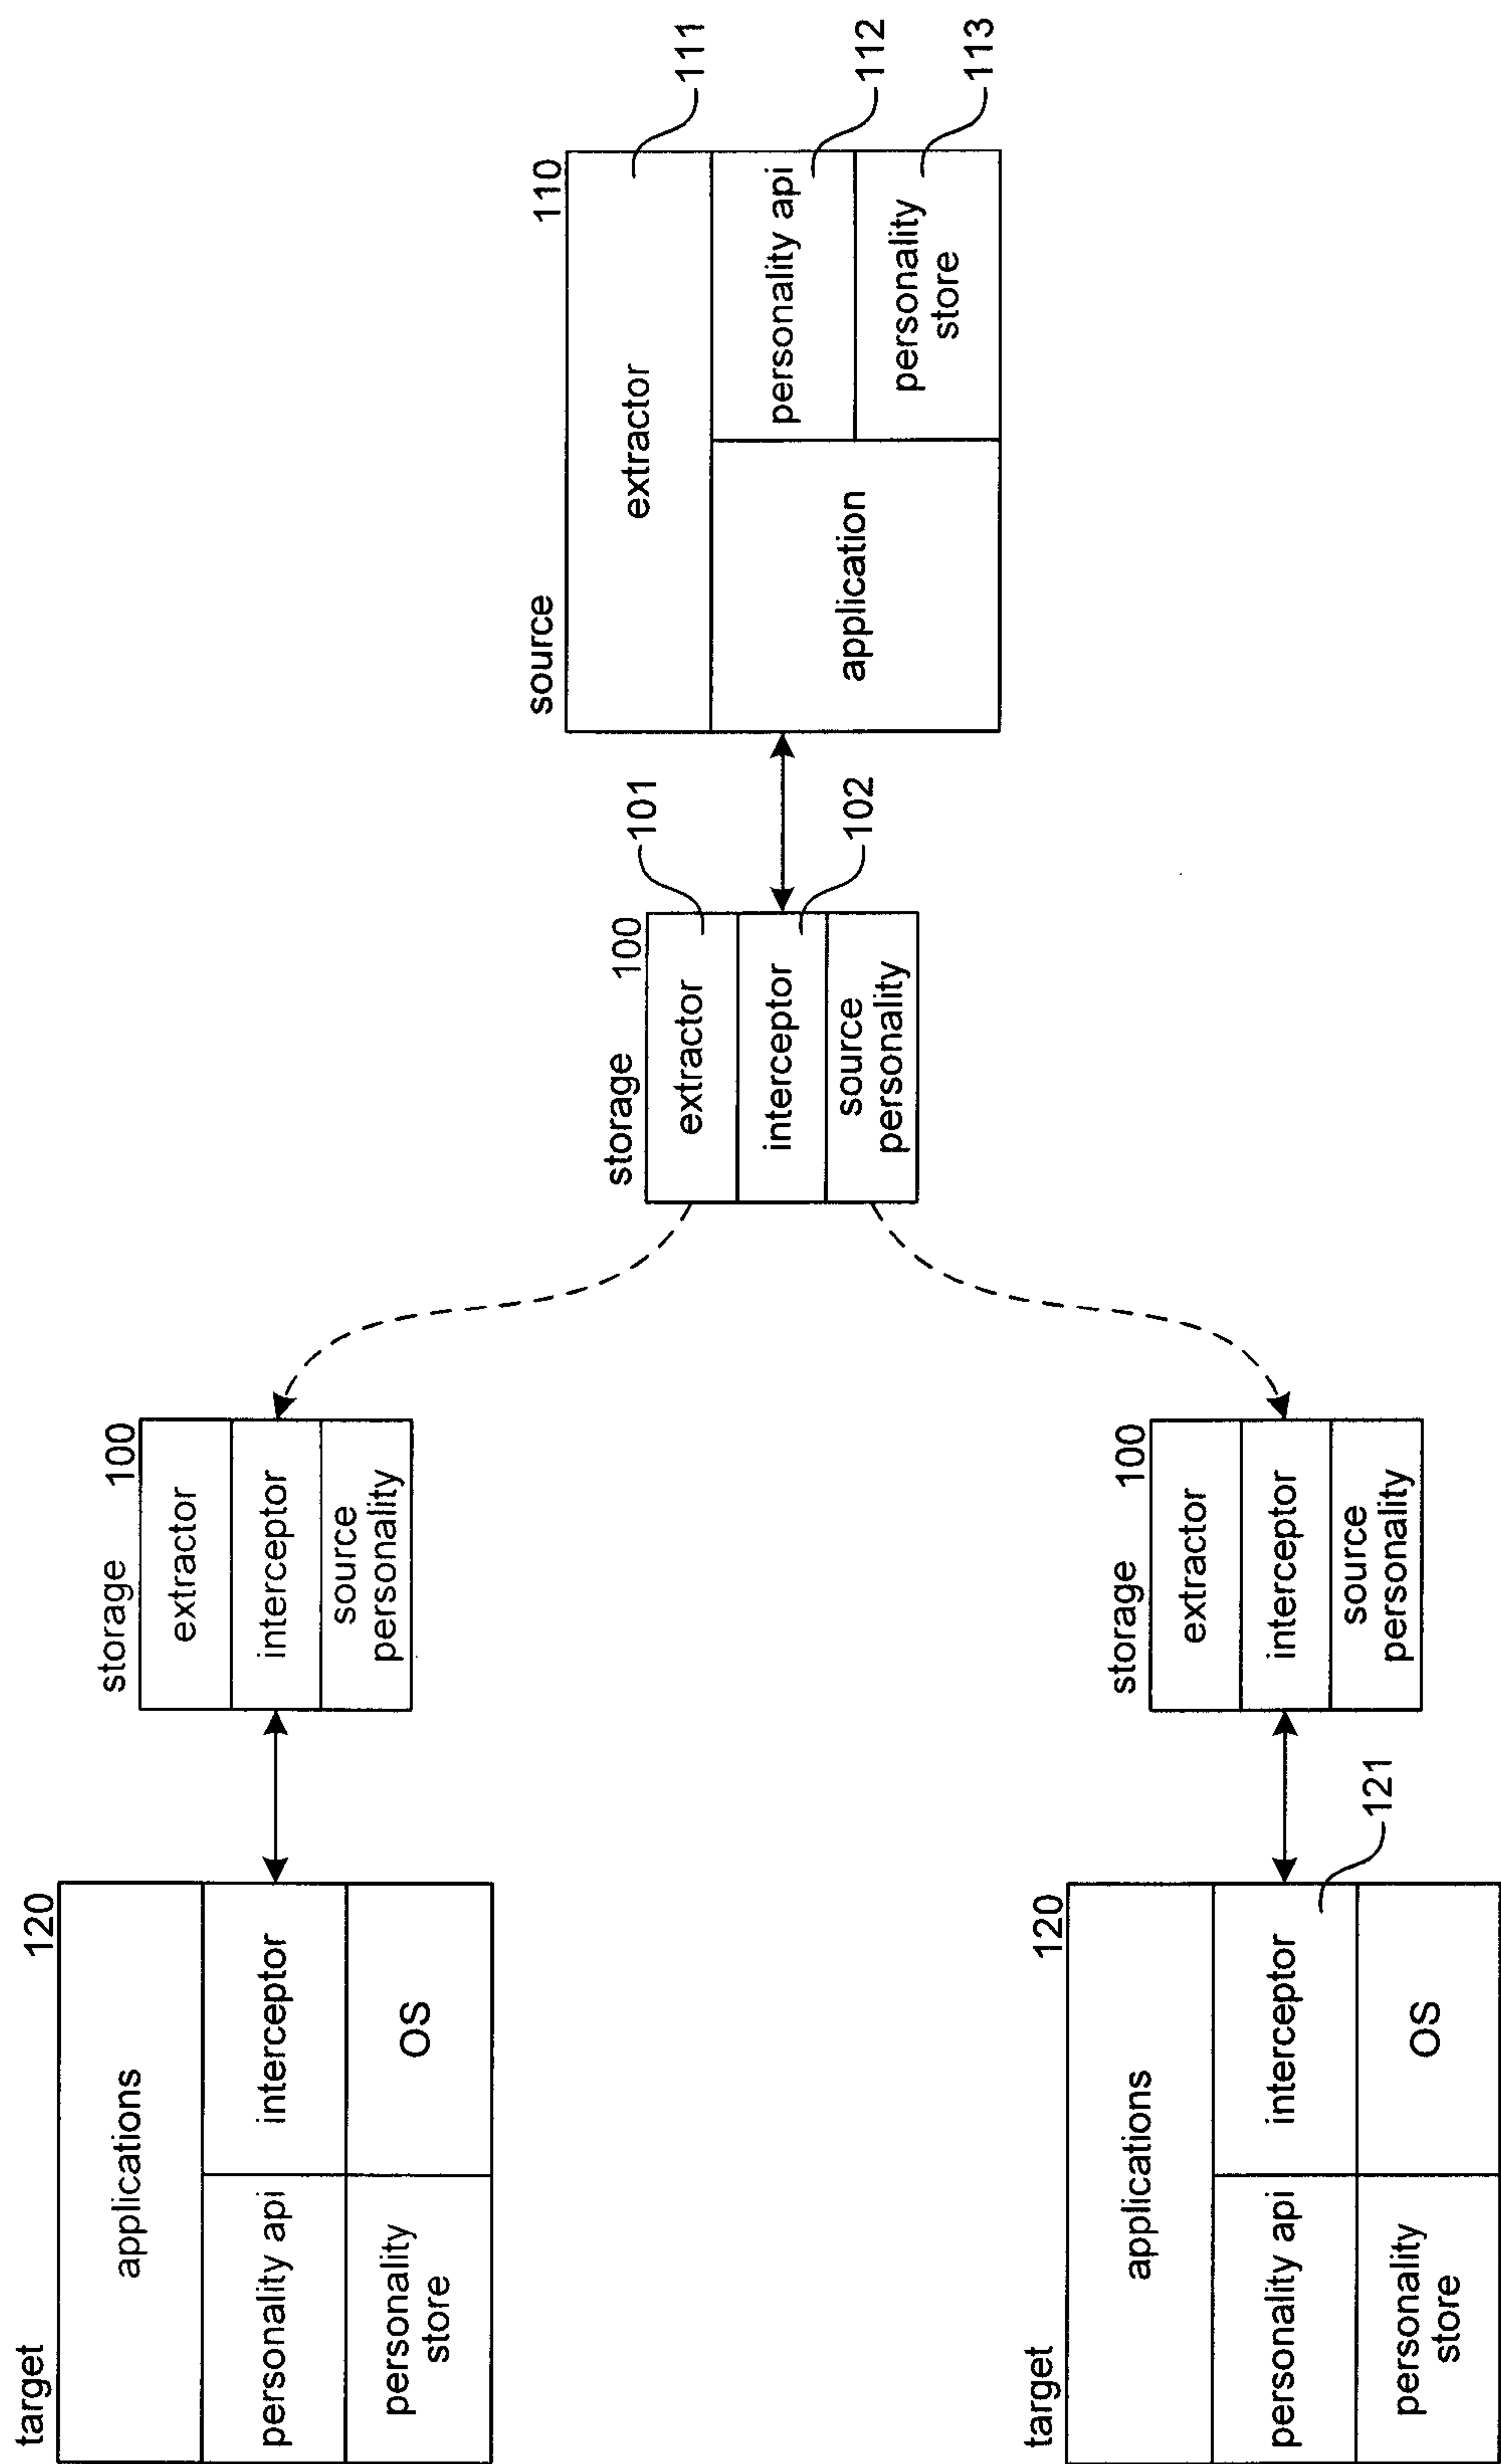 target 120
applications
personality api
interceptor
personality
store
OS
storage 100
extractor
interceptor
source
personality
target 120
applications
personality api
interceptor
121
personality
store
OS
storage 100
extractor
interceptor
source
personality
storage 100
extractor
101
interceptor
102
source
personality
source 110
extractor
111
application
personality api
112
personality
store
113